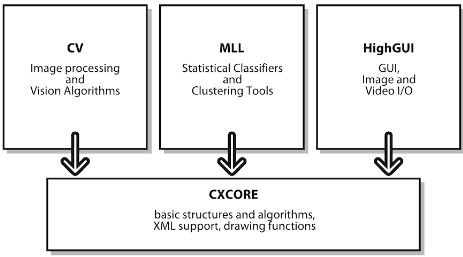 CV
Image processing
and
Vision Algorithms
MLL
Statistical Classifiers
and
Clustering Tools
HighGUI
GUI,
Image and
Video I/O
CXCORE
basic structures and algorithms,
XML support, drawing functions